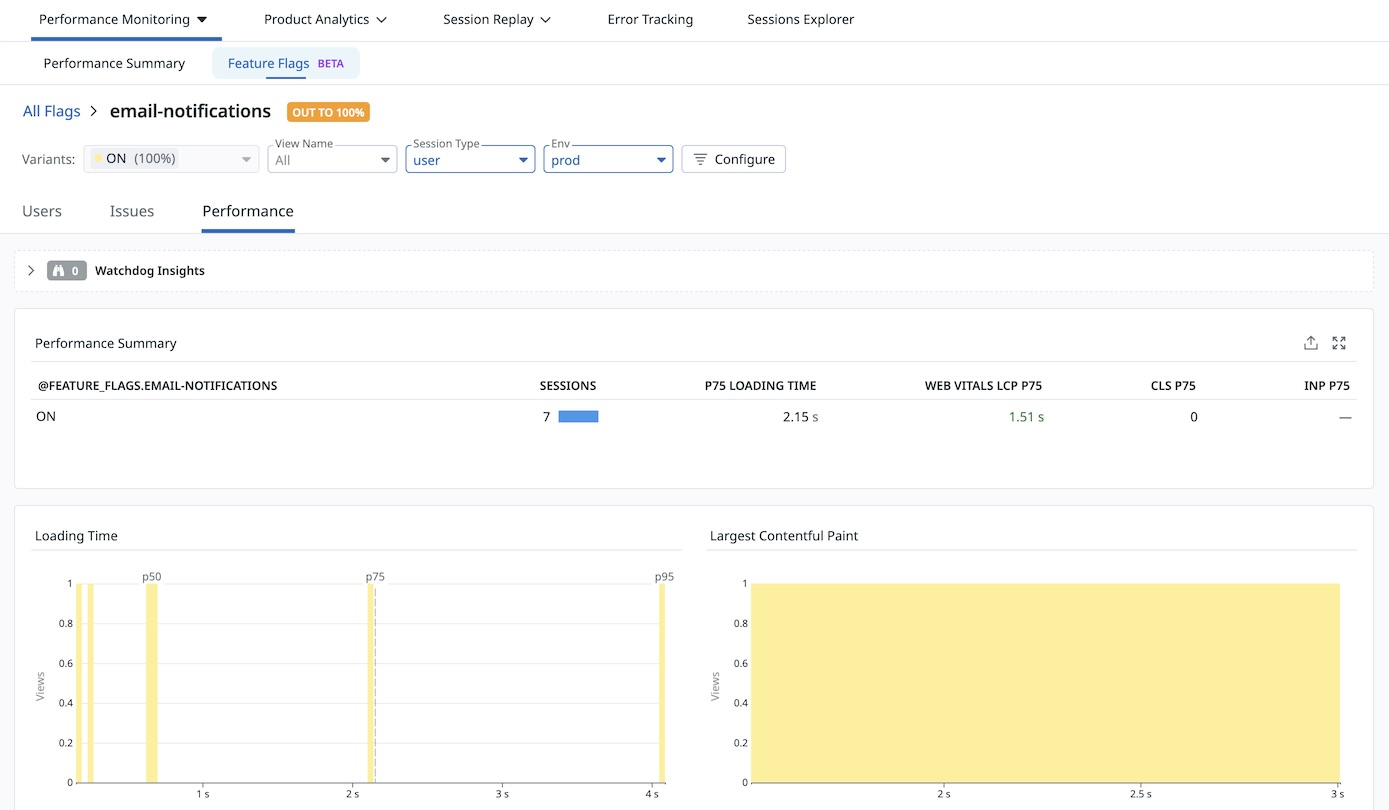 Performance Monitoring Product Analytics Session Replay Error Tracking Sessions Explorer
Performance Summary Feature Flags BETA
All Flags > email-notifications OUT TO 100%
View Name Session Type Env
Variants: ON (100%) All user prod Configure
Users Issues Performance
0 Watchdog Insights
Performance Summary
@FEATURE_FLAGS.EMAIL-NOTIFICATIONS SESSIONS P75 LOADING TIME WEB VITALS LCP P75 CLS P75 INP P75
ON 7 2.15 s 1.51 s 0 —
Loading Time
p50 p75 p95
1
0.8
0.6
0.4
0.2
0
Views
1 s 2 s 3 s 4 s
Largest Contentful Paint
1
0.8
0.6
0.4
0.2
0
Views
2 s 2.5 s 3 s